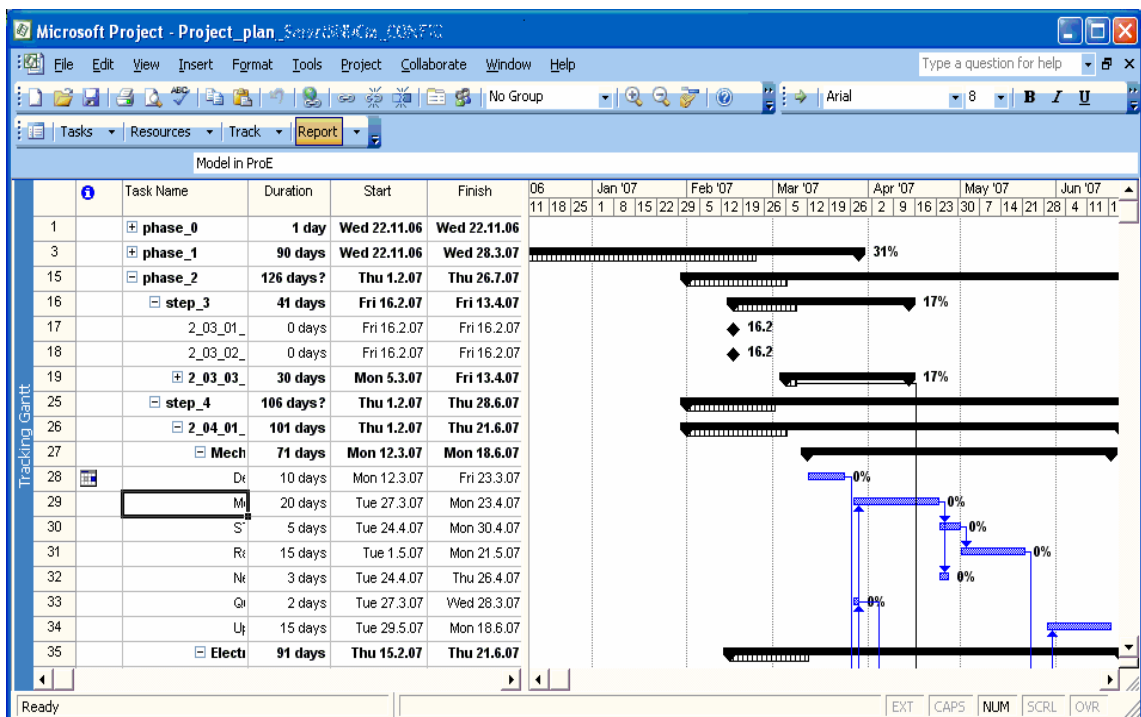 Microsoft Project - Project_plan_
File Edit View Insert Format Tools Project Collaborate Window Help Type a question for help
ABC No Group Arial 8 B I U
Tasks Resources Track Report
Model in ProE
Task Name Duration Start Finish 06 Jan '07 Feb '07 Mar '07 Apr '07 May '07 Jun '07
11 18 25 1 8 15 22 29 5 12 19 26 5 12 19 26 2 9 16 23 30 7 14 21 28 4 11 1
1 phase_0 1 day Wed 22.11.06 Wed 22.11.06
3 phase_1 90 days Wed 22.11.06 Wed 28.3.07 31%
15 phase_2 126 days? Thu 1.2.07 Thu 26.7.07
16 step_3 41 days Fri 16.2.07 Fri 13.4.07 17%
17 2_03_01_ 0 days Fri 16.2.07 Fri 16.2.07 16.2
18 2_03_02_ 0 days Fri 16.2.07 Fri 16.2.07 16.2
19 2_03_03_ 30 days Mon 5.3.07 Fri 13.4.07 17%
25 step_4 106 days? Thu 1.2.07 Thu 28.6.07
26 2_04_01_ 101 days Thu 1.2.07 Thu 21.6.07
27 Mech 71 days Mon 12.3.07 Mon 18.6.07
28 De 10 days Mon 12.3.07 Fri 23.3.07 0%
29 Mo 20 days Tue 27.3.07 Mon 23.4.07 0%
30 S 5 days Tue 24.4.07 Mon 30.4.07 0%
31 Ra 15 days Tue 1.5.07 Mon 21.5.07 0%
32 Ne 3 days Tue 24.4.07 Thu 26.4.07 0%
33 Qu 2 days Tue 27.3.07 Wed 28.3.07 0%
34 Up 15 days Tue 29.5.07 Mon 18.6.07
35 Electr 91 days Thu 15.2.07 Thu 21.6.07
Tracking Gantt
Ready EXT CAPS NUM SCRL OVR